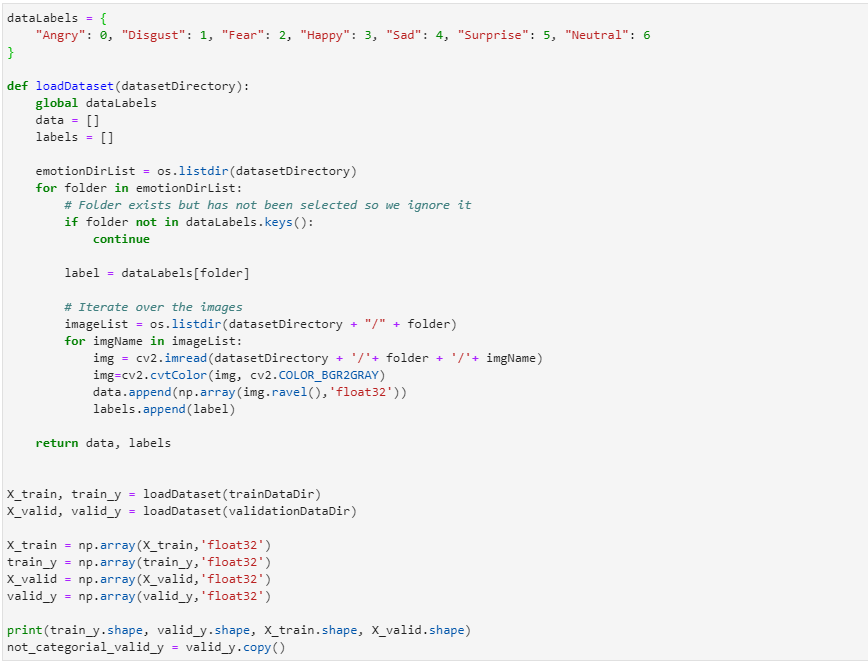 dataLabels = {
    "Angry": 0, "Disgust": 1, "Fear": 2, "Happy": 3, "Sad": 4, "Surprise": 5, "Neutral": 6
}

def loadDataset(datasetDirectory):
    global dataLabels
    data = []
    labels = []

    emotionDirList = os.listdir(datasetDirectory)
    for folder in emotionDirList:
        # Folder exists but has not been selected so we ignore it
        if folder not in dataLabels.keys():
            continue

        label = dataLabels[folder]

        # Iterate over the images
        imageList = os.listdir(datasetDirectory + "/" + folder)
        for imgName in imageList:
            img = cv2.imread(datasetDirectory + '/'+ folder + '/'+ imgName)
            img=cv2.cvtColor(img, cv2.COLOR_BGR2GRAY)
            data.append(np.array(img.ravel(),'float32'))
            labels.append(label)

    return data, labels


X_train, train_y = loadDataset(trainDataDir)
X_valid, valid_y = loadDataset(validationDataDir)

X_train = np.array(X_train,'float32')
train_y = np.array(train_y,'float32')
X_valid = np.array(X_valid,'float32')
valid_y = np.array(valid_y,'float32')

print(train_y.shape, valid_y.shape, X_train.shape, X_valid.shape)
not_categorial_valid_y = valid_y.copy()